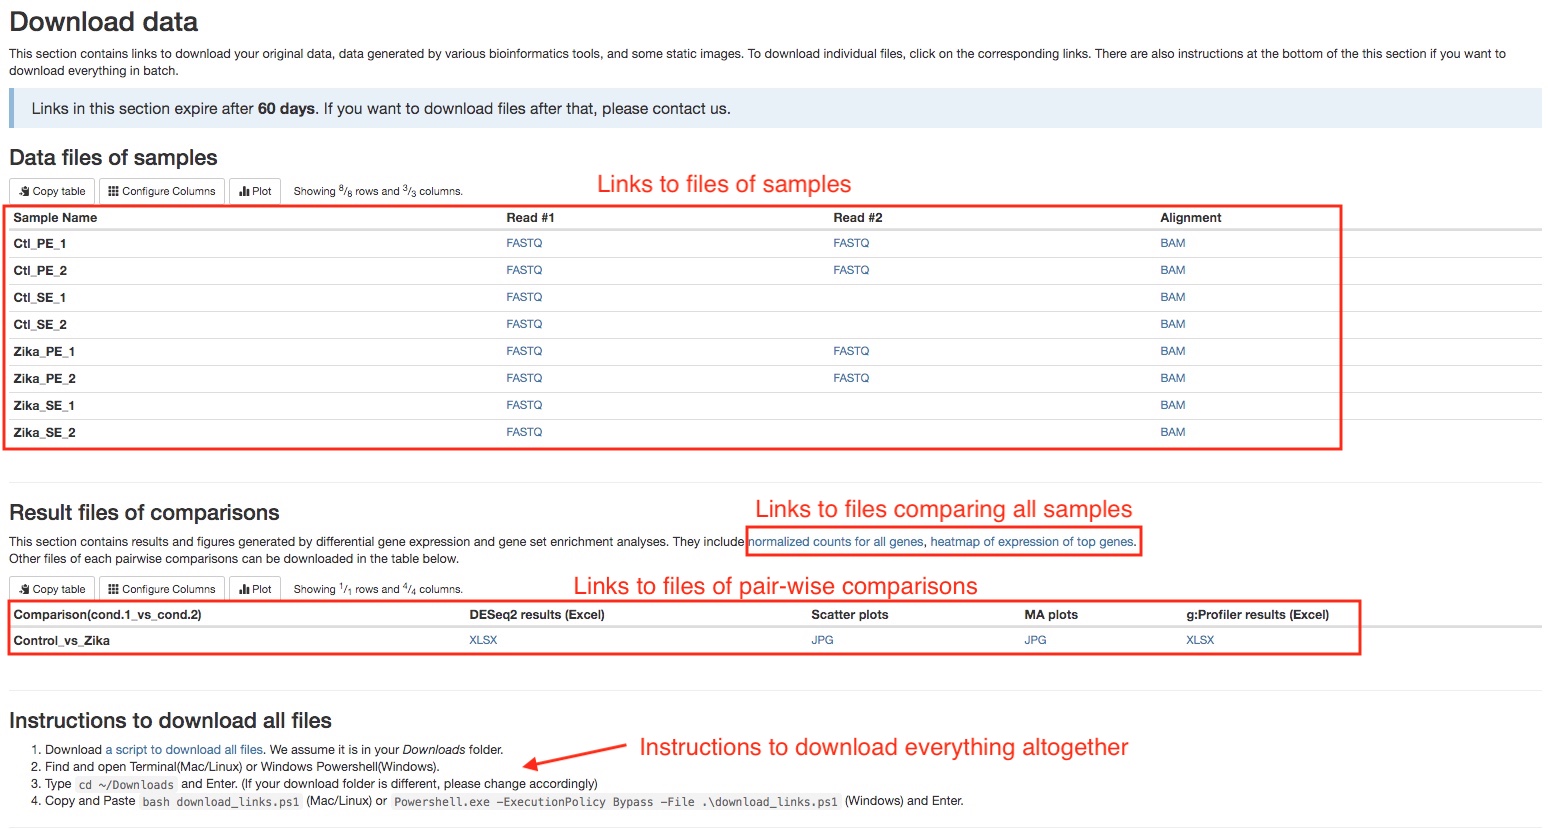 Download data
This section contains links to download your original data, data generated by various bioinformatics tools, and some static images. To download individual files, click on the corresponding links. There are also instructions at the bottom of the this section if you want to
download everything in batch.
Links in this section expire after 60 days. If you want to download files after that, please contact us.
Data files of samples
Links to files of samples
Copy table Configure Columns Plot Showing 8/8 rows and 3/3 columns.
Sample Name Read #1 Read #2 Alignment
Ctl_PE_1 FASTQ FASTQ BAM
Ctl_PE_2 FASTQ FASTQ BAM
Ctl_SE_1 FASTQ BAM
Ctl_SE_2 FASTQ BAM
Zika_PE_1 FASTQ FASTQ BAM
Zika_PE_2 FASTQ FASTQ BAM
Zika_SE_1 FASTQ BAM
Zika_SE_2 FASTQ BAM
Links to files comparing all samples
Result files of comparisons
This section contains results and figures generated by differential gene expression and gene set enrichment analyses. They include normalized counts for all genes, heatmap of expression of top genes.
Other files of each pairwise comparisons can be downloaded in the table below.
Links to files of pair-wise comparisons
Copy table Configure Columns Plot Showing 1/1 rows and 4/4 columns.
Comparison(cond.1_vs_cond.2) DESeq2 results (Excel) Scatter plots MA plots g:Profiler results (Excel)
Control_vs_Zika XLSX JPG JPG XLSX
Instructions to download all files
Instructions to download everything altogether
1. Download a script to download all files. We assume it is in your Downloads folder.
2. Find and open Terminal(Mac/Linux) or Windows Powershell(Windows).
3. Type cd ~/Downloads and Enter. (If your download folder is different, please change accordingly)
4. Copy and Paste bash download_links.ps1 (Mac/Linux) or Powershell.exe -ExecutionPolicy Bypass -File .\download_links.ps1 (Windows) and Enter.